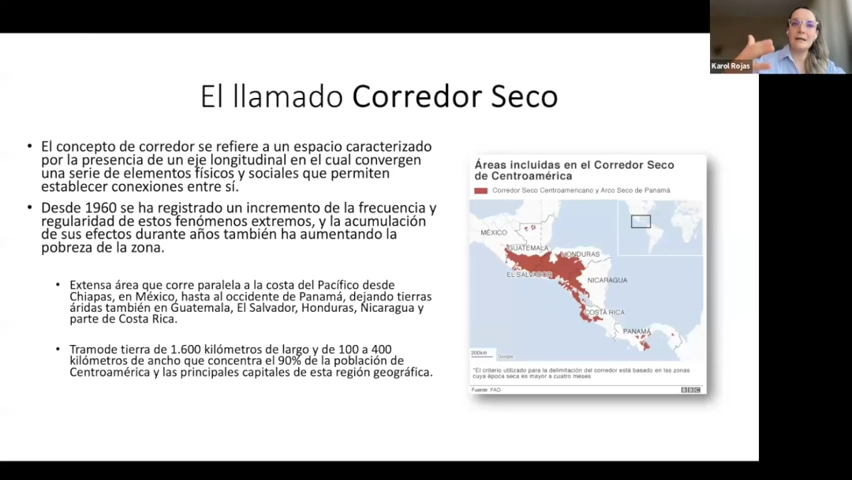 Karol Rojas
El llamado Corredor Seco
• El concepto de corredor se refiere a un espacio caracterizado
por la presencia de un eje longitudinal en el cual convergen
una serie de elementos físicos y sociales que permiten
establecer conexiones entre sí.
• Desde 1960 se ha registrado un incremento de la frecuencia y
regularidad de estos fenómenos extremos, y la acumulación
de sus efectos durante años también ha aumentando la
pobreza de la zona.
• Extensa área que corre paralela a la costa del Pacífico desde
Chiapas, en México, hasta al occidente de Panamá, dejando tierras
áridas también en Guatemala, El Salvador, Honduras, Nicaragua y
parte de Costa Rica.
• Tramode tierra de 1.600 kilómetros de largo y de 100 a 400
kilómetros de ancho que concentra el 90% de la población de
Centroamérica y las principales capitales de esta región geográfica.
Áreas incluidas en el Corredor Seco
de Centroamérica
Corredor Seco Centroamericano y Arco Seco de Panamá
MÉXICO
GUATEMALA
HONDURAS
EL SALVADOR
NICARAGUA
COSTA RICA
PANAMÁ
200km
Google
*El criterio utilizado para la delimitación del corredor está basado en las zonas
cuya época seca es mayor a cuatro meses
Fuente: FAO
BBC